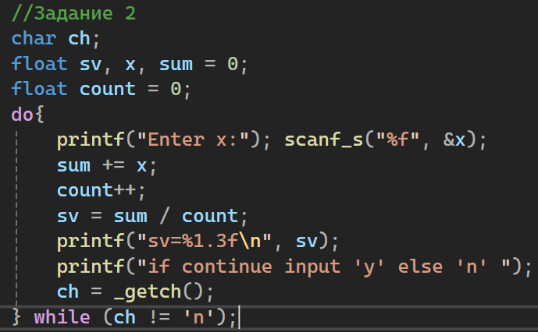 //Задание 2
char ch;
float sv, x, sum = 0;
float count = 0;
do{
printf("Enter x:"); scanf_s("%f", &x);
sum += x;
count++;
sv = sum / count;
printf("sv=%1.3f\n", sv);
printf("if continue input 'y' else 'n' ");
ch = _getch();
} while (ch != 'n');